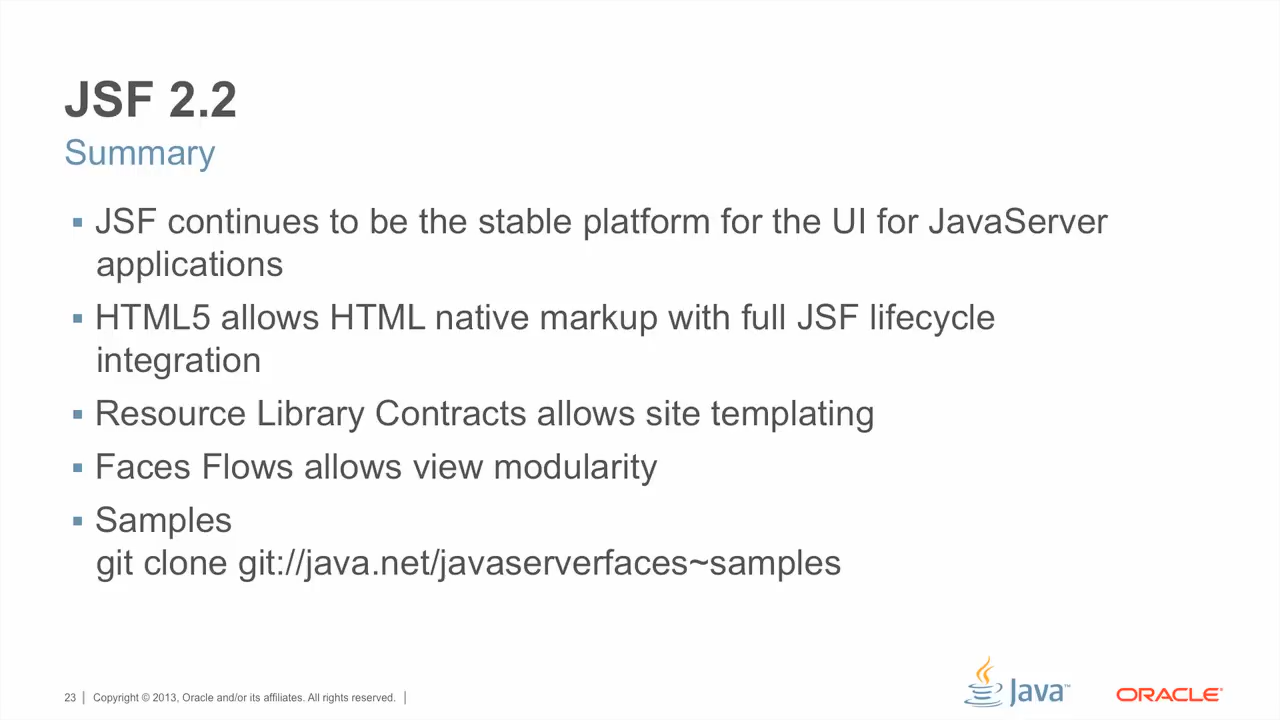 JSF 2.2
Summary
▪ JSF continues to be the stable platform for the UI for JavaServer
applications
▪ HTML5 allows HTML native markup with full JSF lifecycle
integration
▪ Resource Library Contracts allows site templating
▪ Faces Flows allows view modularity
▪ Samples
git clone git://java.net/javaserverfaces~samples
23 | Copyright © 2013, Oracle and/or its affiliates. All rights reserved. |
Java™
ORACLE®